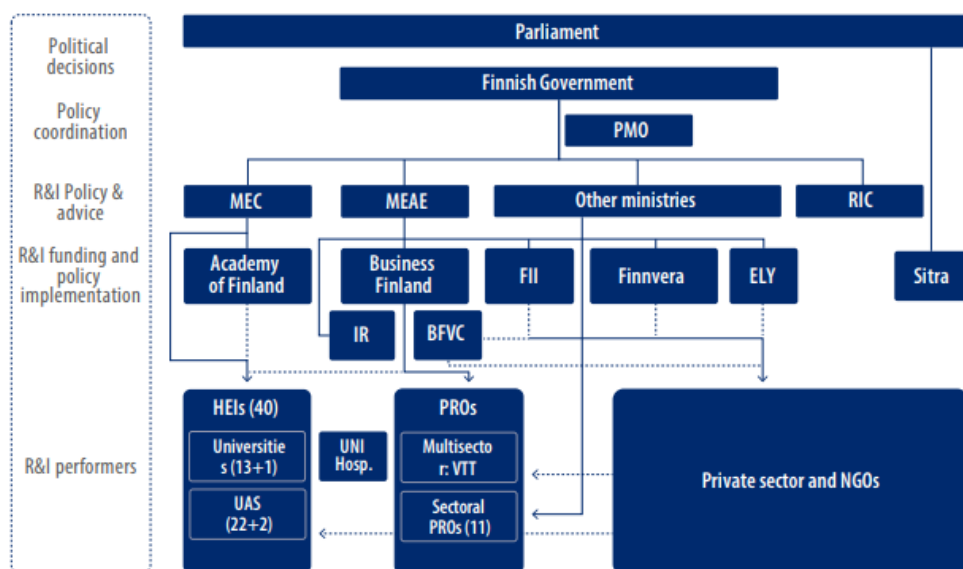 Political
decisions
Parliament
Finnish Government
Policy
coordination
PMO
R&I Policy &
advice
MEC
MEAE
Other ministries
RIC
R&I funding and
policy
implementation
Academy
of Finland
Business
Finland
FII
Finnvera
ELY
Sitra
IR
BFVC
R&I performers
HEIs (40)
Universitie
s (13+1)
UAS
(22+2)
UNI
Hosp.
PROs
Multisecto
r: VTT
Sectoral
PROs (11)
Private sector and NGOs